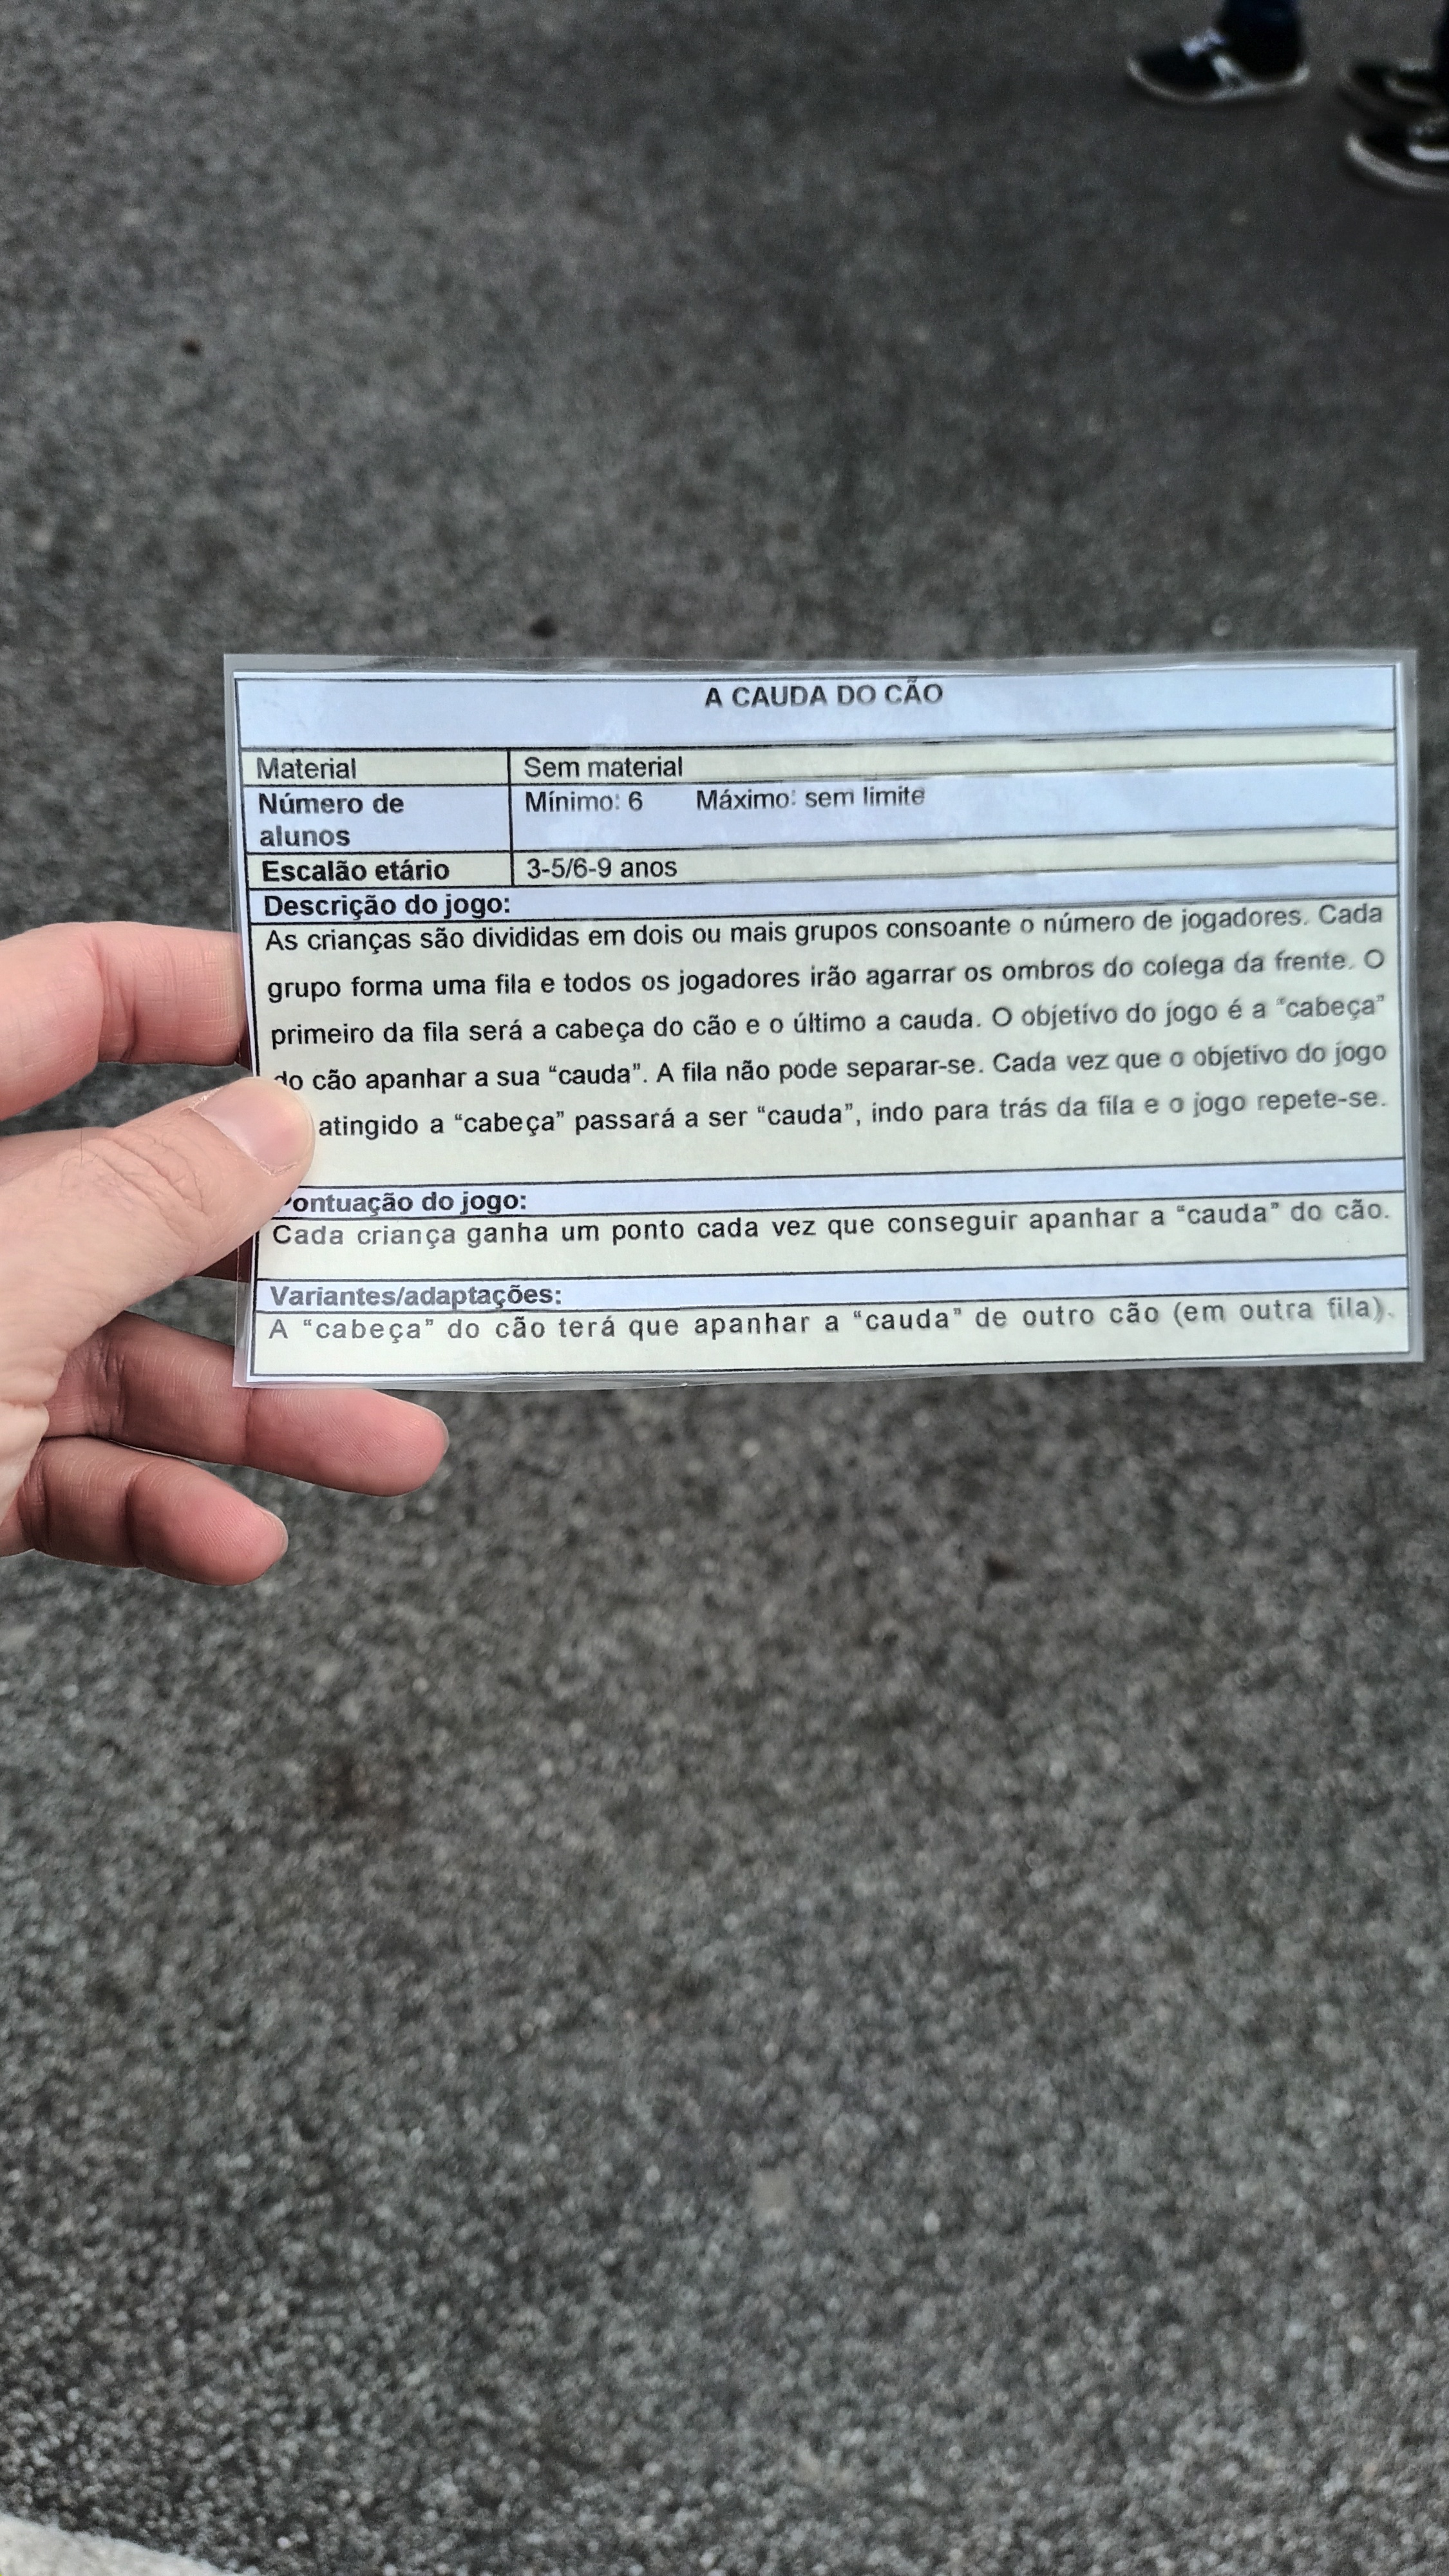 A CAUDA DO CÃO
Material Sem material
Número de Mínimo: 6 Máximo: sem limite
alunos
Escalão etário 3-5/6-9 anos
Descrição do jogo:
As crianças são divididas em dois ou mais grupos consoante o número de jogadores. Cada
grupo forma uma fila e todos os jogadores irão agarrar os ombros do colega da frente. O
primeiro da fila será a cabeça do cão e o último a cauda. O objetivo do jogo é a “cabeça”
do cão apanhar a sua “cauda”. A fila não pode separar-se. Cada vez que o objetivo do jogo
atingido a “cabeça” passará a ser “cauda”, indo para trás da fila e o jogo repete-se.
Pontuação do jogo:
Cada criança ganha um ponto cada vez que conseguir apanhar a “cauda” do cão.
Variantes/adaptações:
A “cabeça” do cão terá que apanhar a “cauda” de outro cão (em outra fila).